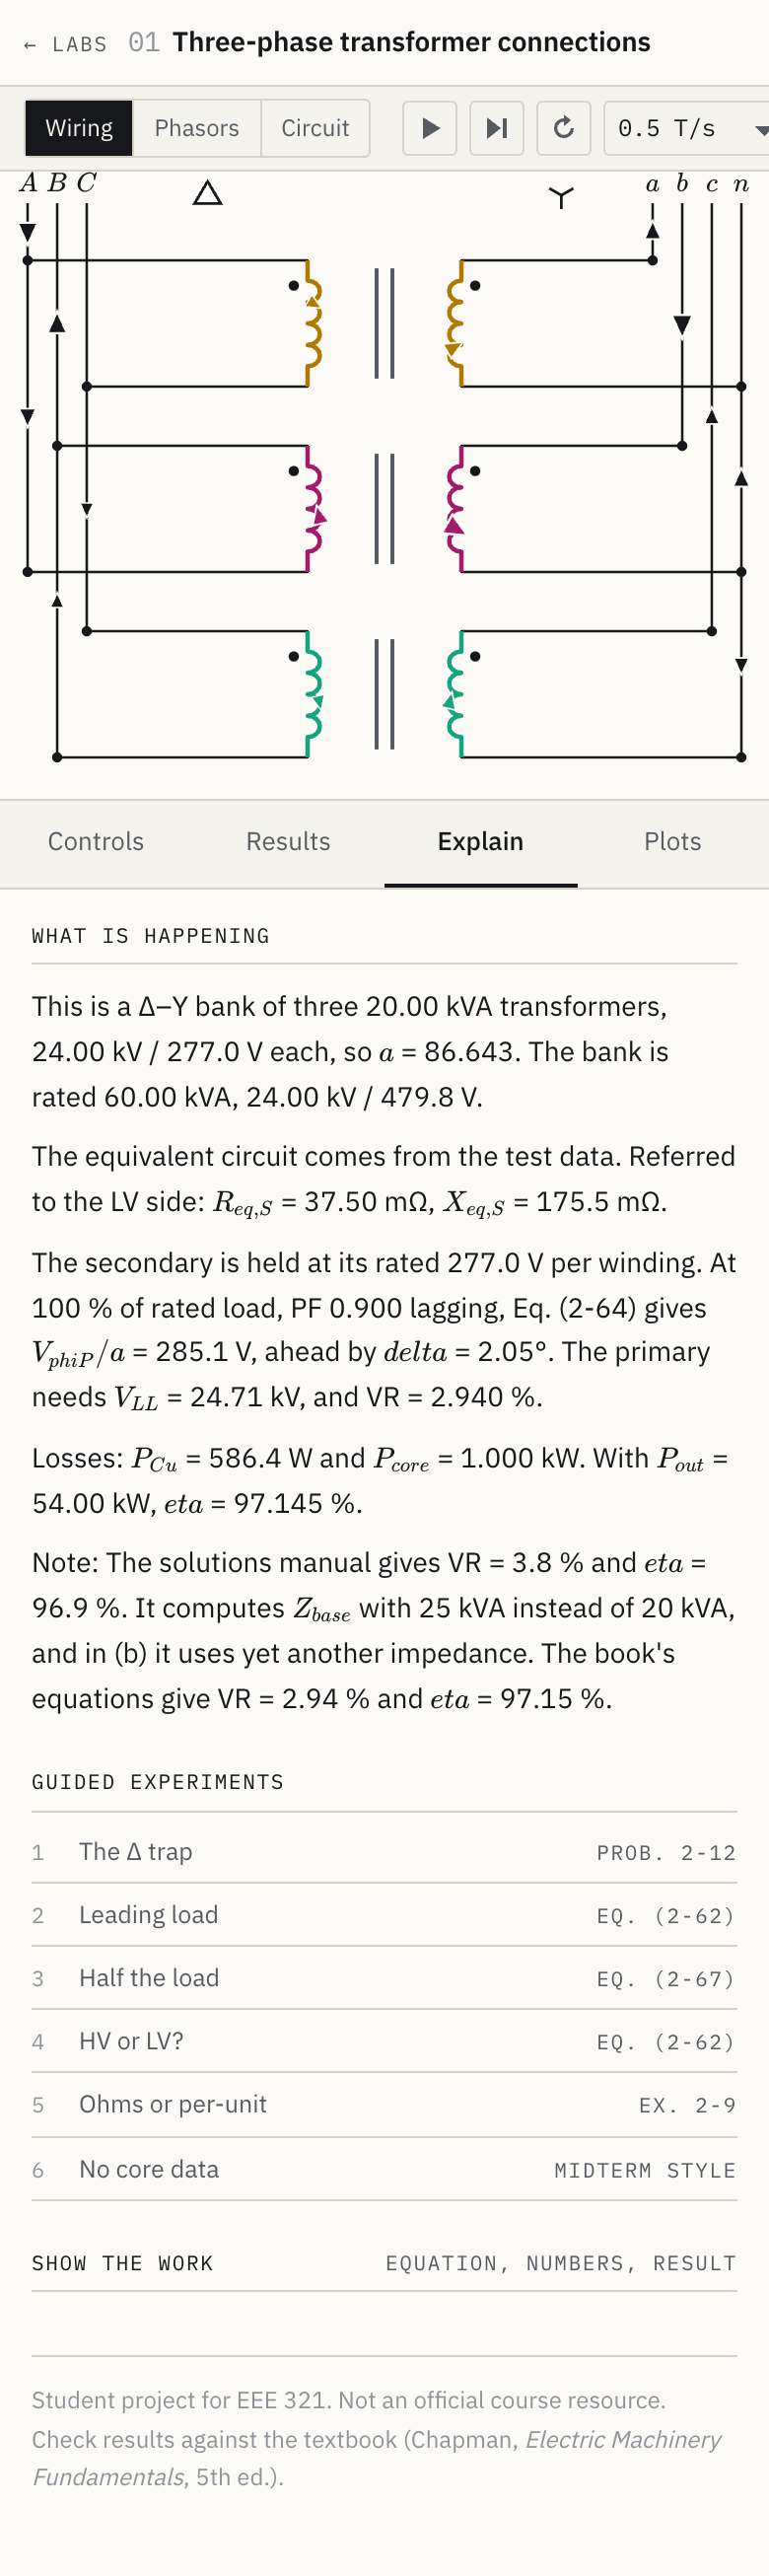 ← LABS 01 Three-phase transformer connections
Wiring Phasors Circuit 0.5 T/s
A B C a b c n
Controls Results Explain Plots
WHAT IS HAPPENING
This is a Δ–Y bank of three 20.00 kVA transformers,
24.00 kV / 277.0 V each, so a = 86.643. The bank is
rated 60.00 kVA, 24.00 kV / 479.8 V.
The equivalent circuit comes from the test data. Referred
to the LV side: R_eq,S = 37.50 mΩ, X_eq,S = 175.5 mΩ.
The secondary is held at its rated 277.0 V per winding. At
100 % of rated load, PF 0.900 lagging, Eq. (2-64) gives
V_phiP/a = 285.1 V, ahead by delta = 2.05°. The primary
needs V_LL = 24.71 kV, and VR = 2.940 %.
Losses: P_Cu = 586.4 W and P_core = 1.000 kW. With P_out =
54.00 kW, eta = 97.145 %.
Note: The solutions manual gives VR = 3.8 % and eta =
96.9 %. It computes Z_base with 25 kVA instead of 20 kVA,
and in (b) it uses yet another impedance. The book's
equations give VR = 2.94 % and eta = 97.15 %.
GUIDED EXPERIMENTS
1 The Δ trap PROB. 2-12
2 Leading load EQ. (2-62)
3 Half the load EQ. (2-67)
4 HV or LV? EQ. (2-62)
5 Ohms or per-unit EX. 2-9
6 No core data MIDTERM STYLE
SHOW THE WORK EQUATION, NUMBERS, RESULT
Student project for EEE 321. Not an official course resource.
Check results against the textbook (Chapman, Electric Machinery
Fundamentals, 5th ed.).